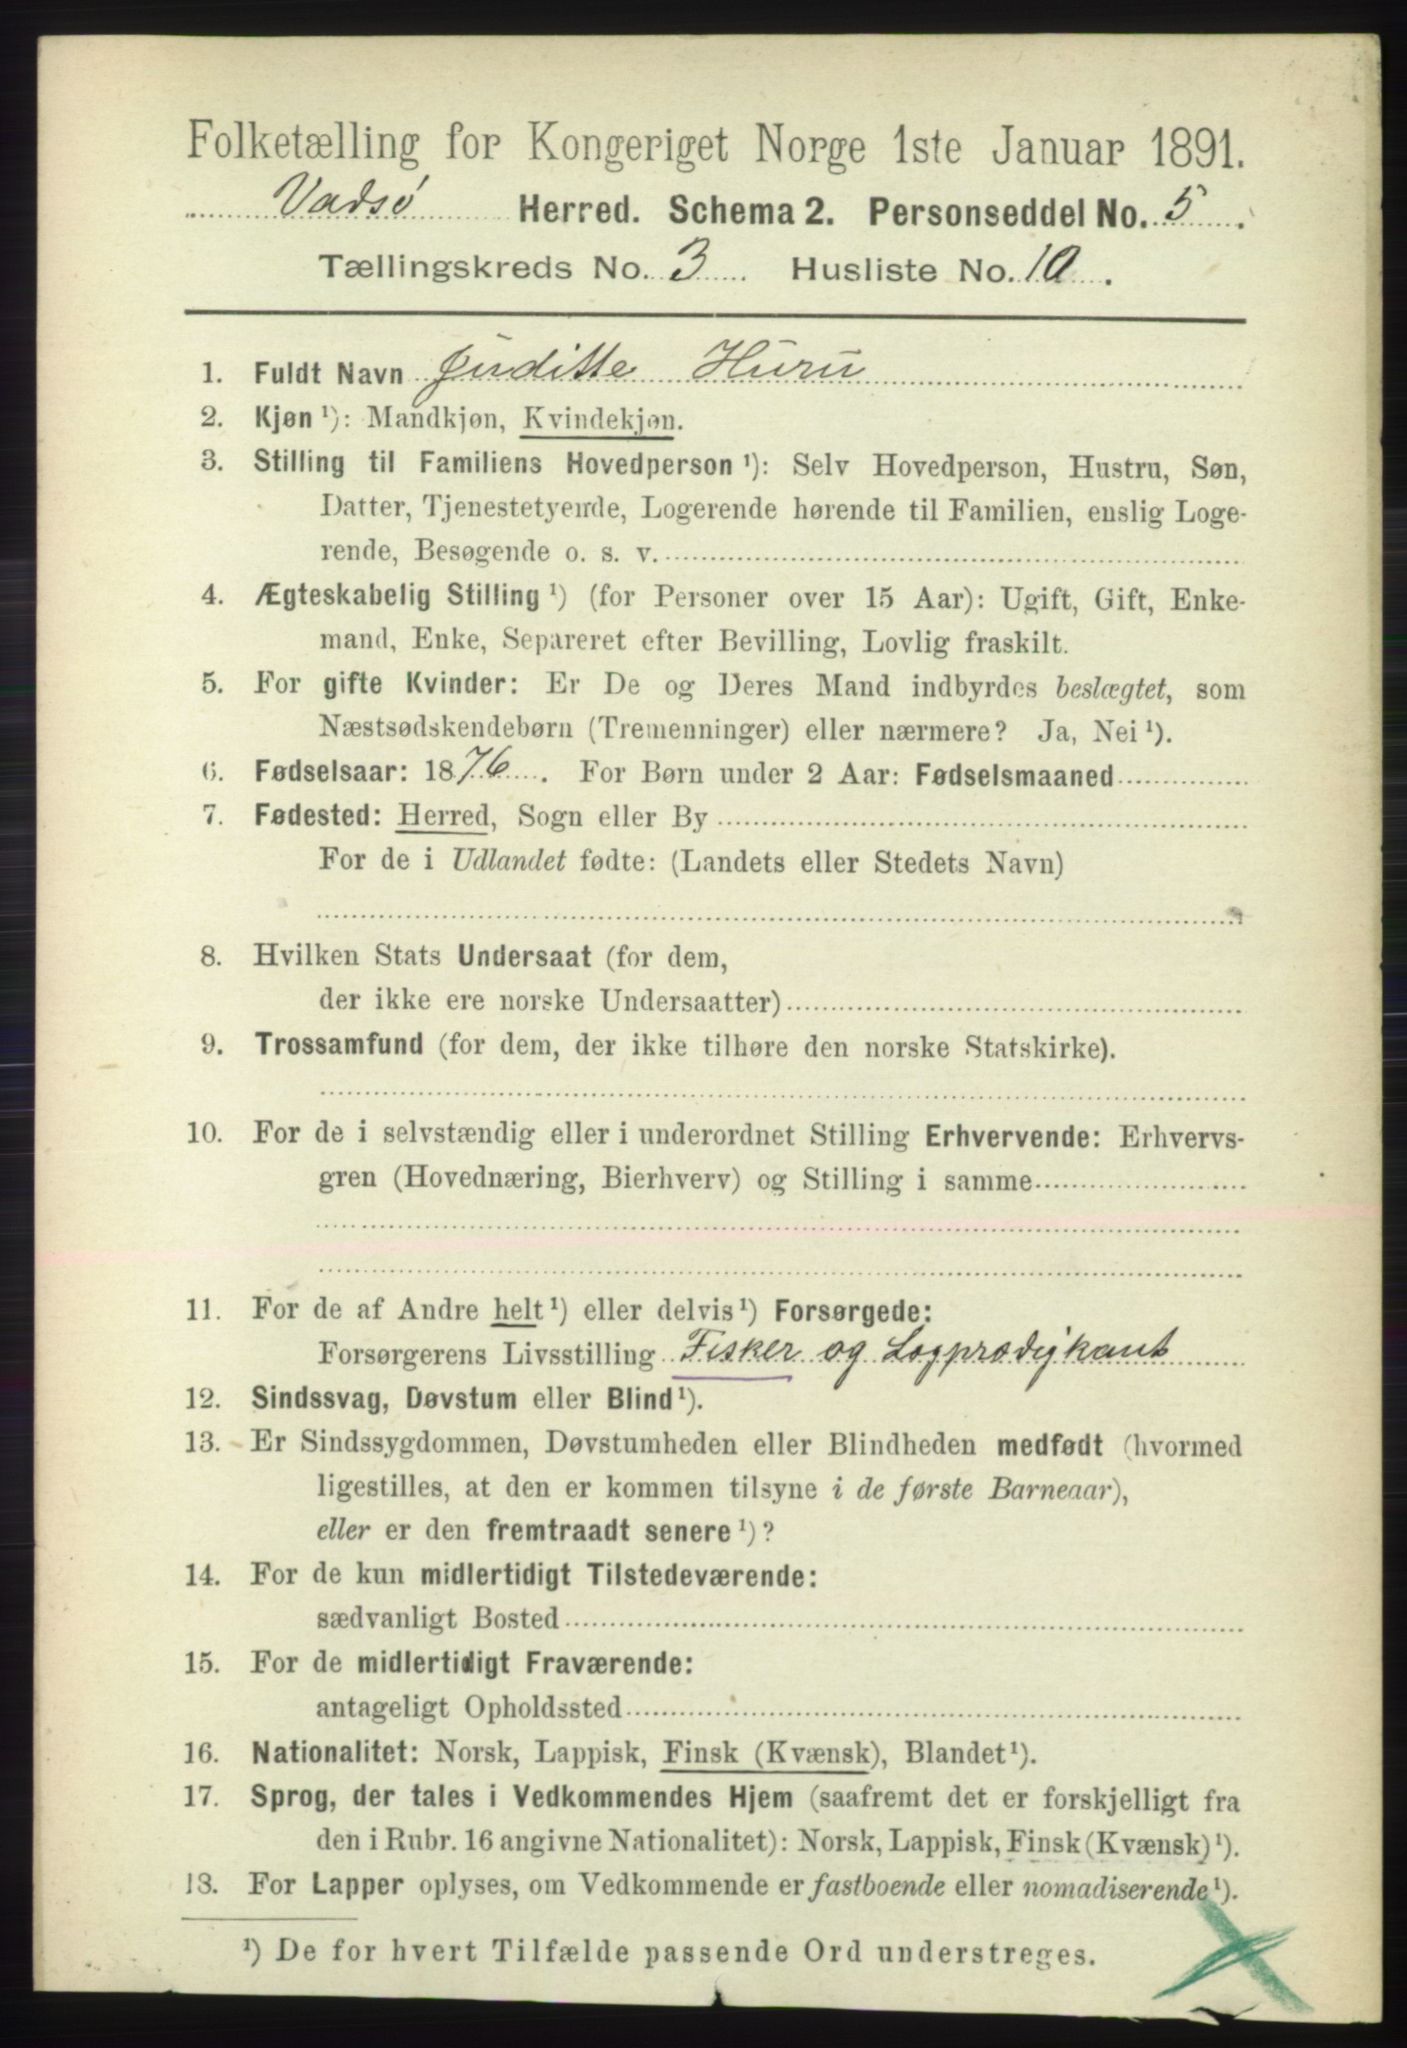 Folketælling for Kongeriget Norge 1ste Januar 1891.
Vadsø Herred. Schema 2. Personseddel No. 5.
Tællingskreds No. 3 Husliste No. 10.
1. Fuldt Navn Juditte Huru
2. Kjøn ¹): Mandkjøn, Kvindekjøn.
3. Stilling til Familiens Hovedperson ¹): Selv Hovedperson, Hustru, Søn,
Datter, Tjenestetyende, Logerende hørende til Familien, enslig Loge-
rende, Besøgende o. s. v.
4. Ægteskabelig Stilling ¹) (for Personer over 15 Aar): Ugift, Gift, Enke-
mand, Enke, Separeret efter Bevilling, Lovlig fraskilt.
5. For gifte Kvinder: Er De og Deres Mand indbyrdes beslægtet, som
Næstsødskendebørn (Tremenninger) eller nærmere? Ja, Nei ¹).
6. Fødselsaar: 1876. For Børn under 2 Aar: Fødselsmaaned
7. Fødested: Herred, Sogn eller By
For de i Udlandet fødte: (Landets eller Stedets Navn)
8. Hvilken Stats Undersaat (for dem,
der ikke ere norske Undersaatter)
9. Trossamfund (for dem, der ikke tilhøre den norske Statskirke).
10. For de i selvstændig eller i underordnet Stilling Erhvervende: Erhvervs-
gren (Hovednæring, Bierhverv) og Stilling i samme
11. For de af Andre helt ¹) eller delvis ¹) Forsørgede:
Forsørgerens Livsstilling Fisker og Lægprædigkant
12. Sindssvag, Døvstum eller Blind ¹).
13. Er Sindssygdommen, Døvstumheden eller Blindheden medfødt (hvormed
ligestilles, at den er kommen tilsyne i de første Barneaar),
eller er den fremtraadt senere ¹)?
14. For de kun midlertidigt Tilstedeværende:
sædvanligt Bosted
15. For de midlertidigt Fraværende:
antageligt Opholdssted
16. Nationalitet: Norsk, Lappisk, Finsk (Kvænsk), Blandet ¹).
17. Sprog, der tales i Vedkommendes Hjem (saafremt det er forskjelligt fra
den i Rubr. 16 angivne Nationalitet): Norsk, Lappisk, Finsk (Kvænsk) ¹).
18. For Lapper oplyses, om Vedkommende er fastboende eller nomadiserende ¹).
¹) De for hvert Tilfælde passende Ord understreges.